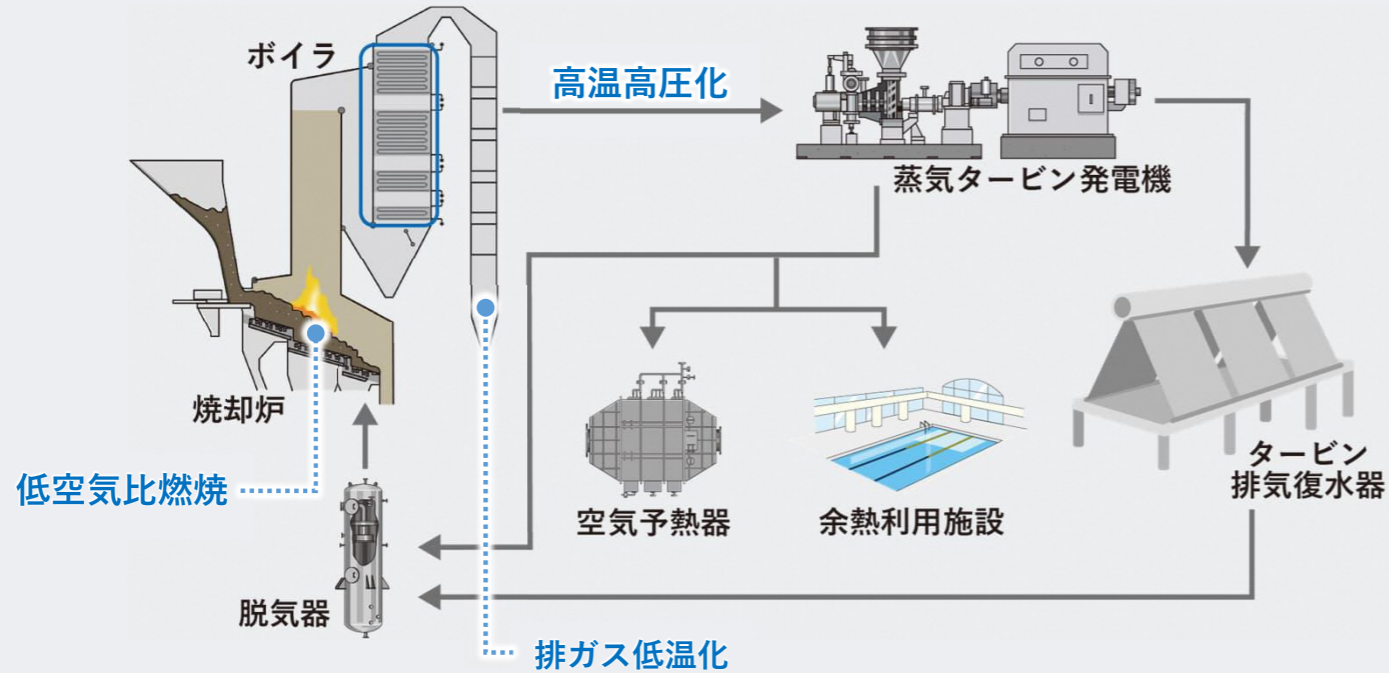 ボイラ
高温高圧化
蒸気タービン発電機
焼却炉
低空気比燃焼
空気予熱器
余熱利用施設
タービン
排気復水器
脱気器
排ガス低温化